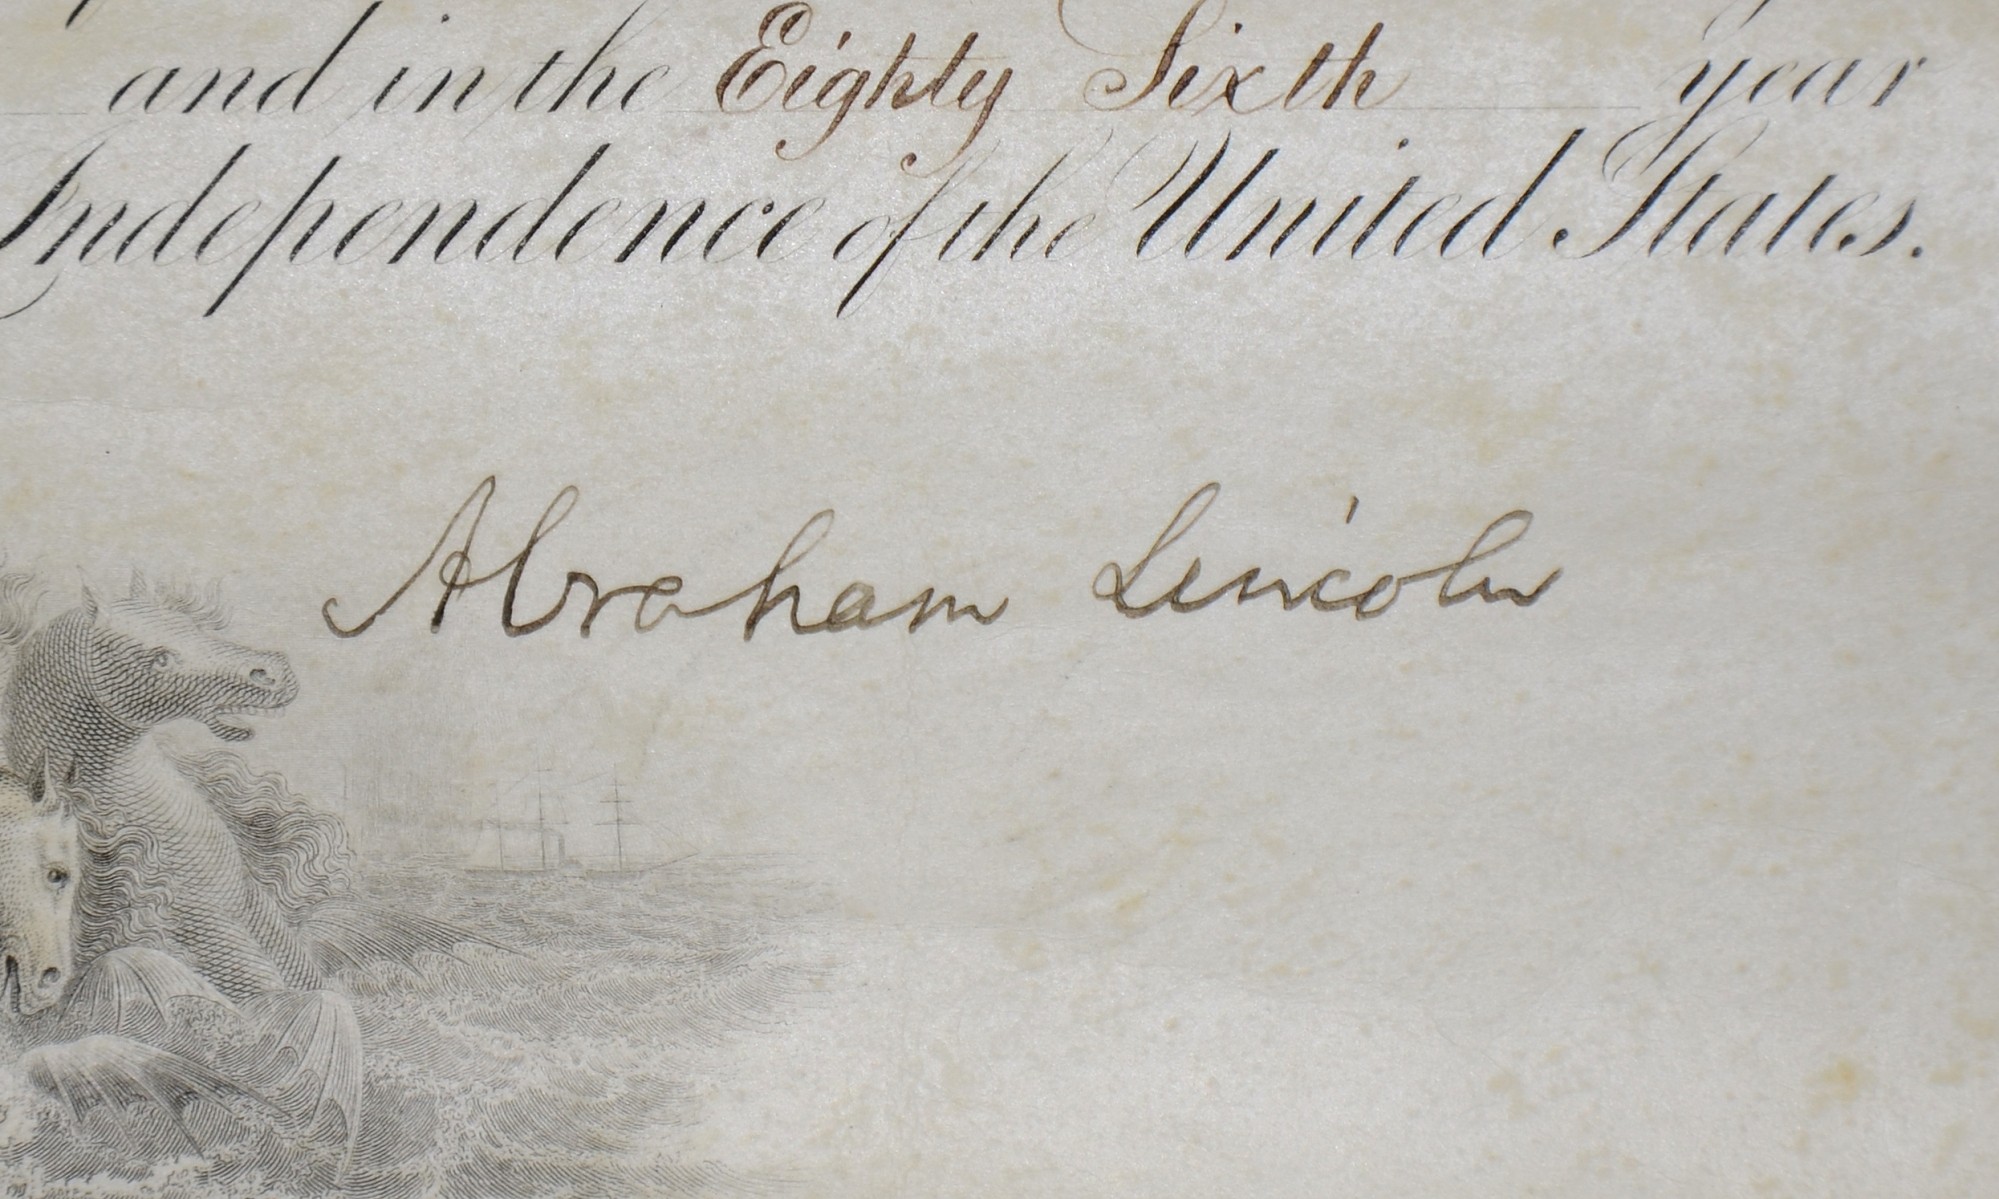 and in the Eighty Sixth year
Independence of the United States.
Abraham Lincoln